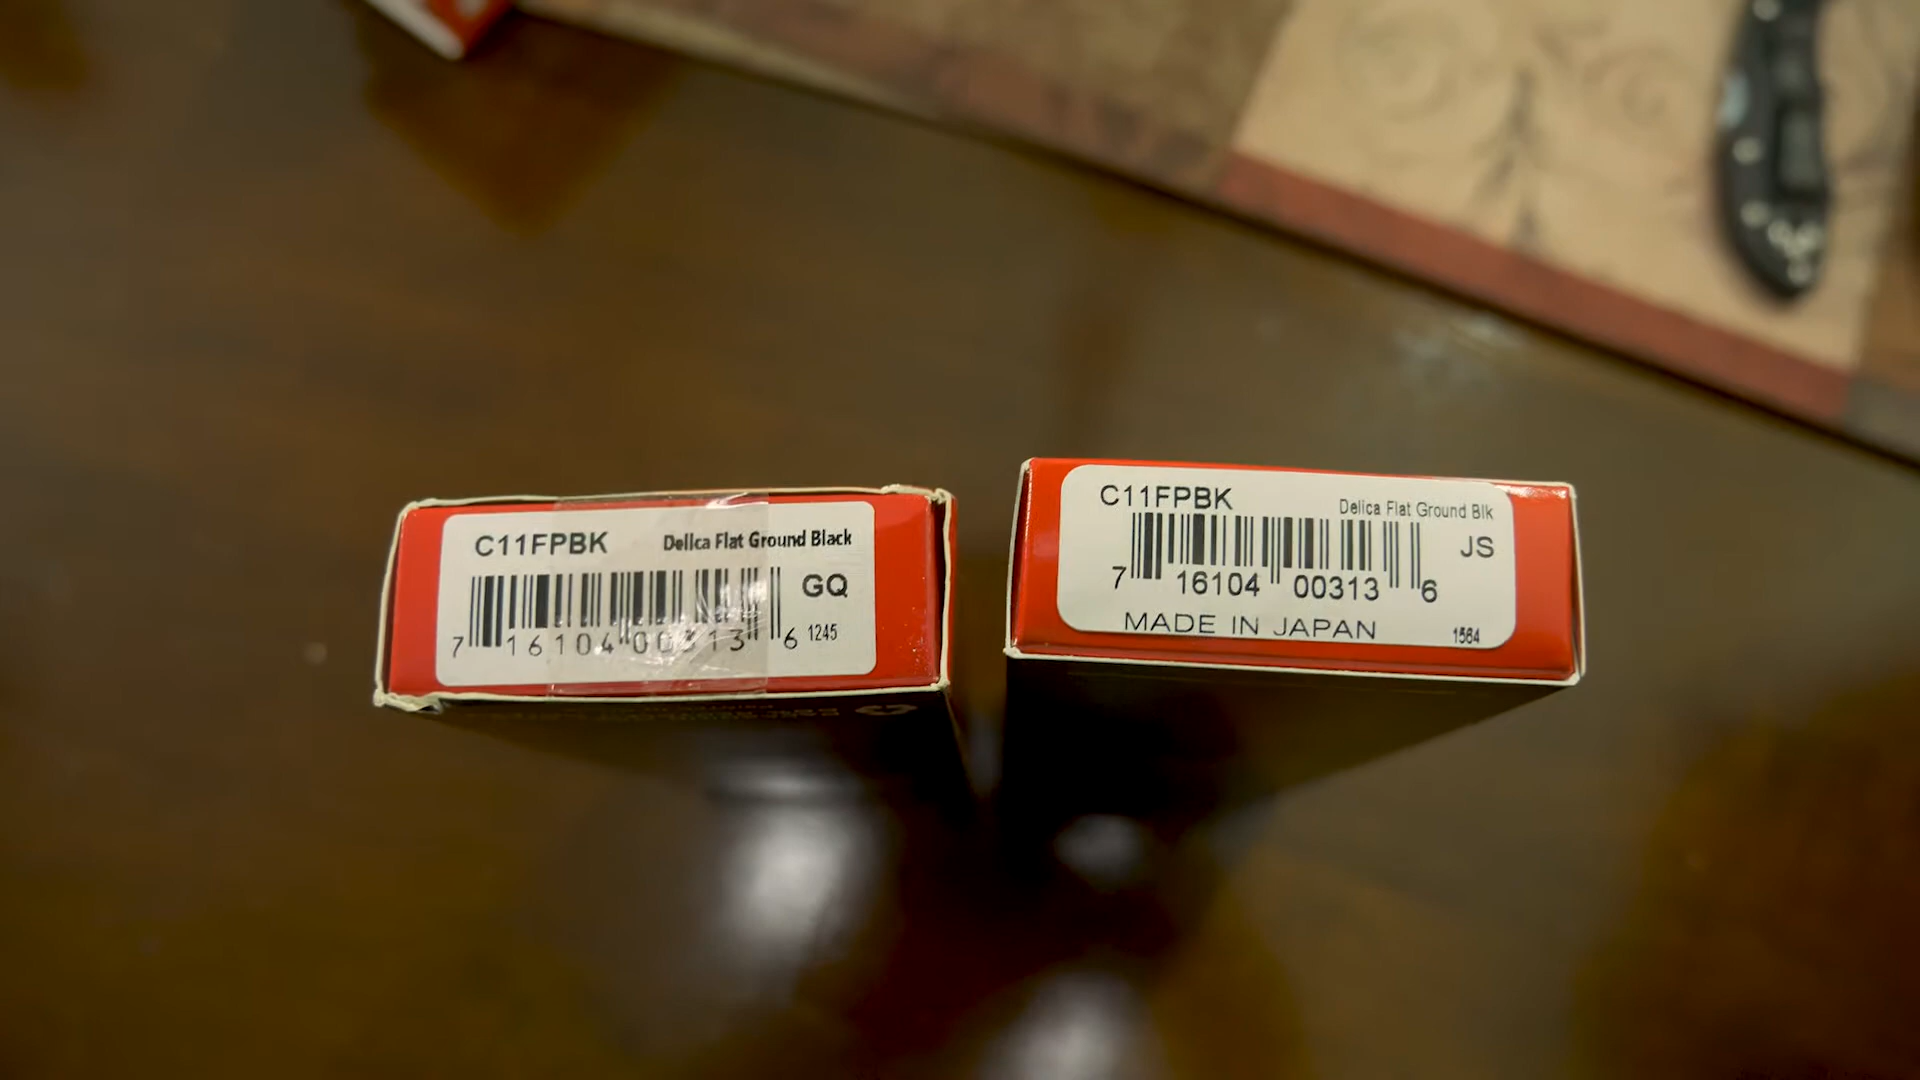 C11FPBK
Delica Flat Ground Black
GQ
7 16104 00313 6
1245
C11FPBK
Delica Flat Ground Blk
JS
7 16104 00313 6
MADE IN JAPAN
1564